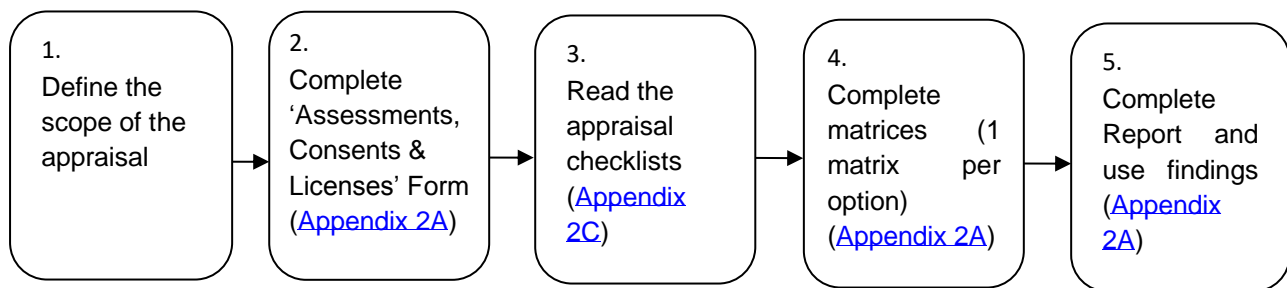 1.
Define the
scope of the
appraisal
2.
Complete
‘Assessments,
Consents &
Licenses’ Form
(Appendix 2A)
3.
Read the
appraisal
checklists
(Appendix
2C)
4.
Complete
matrices (1
matrix per
option)
(Appendix 2A)
5.
Complete
Report and
use findings
(Appendix
2A)